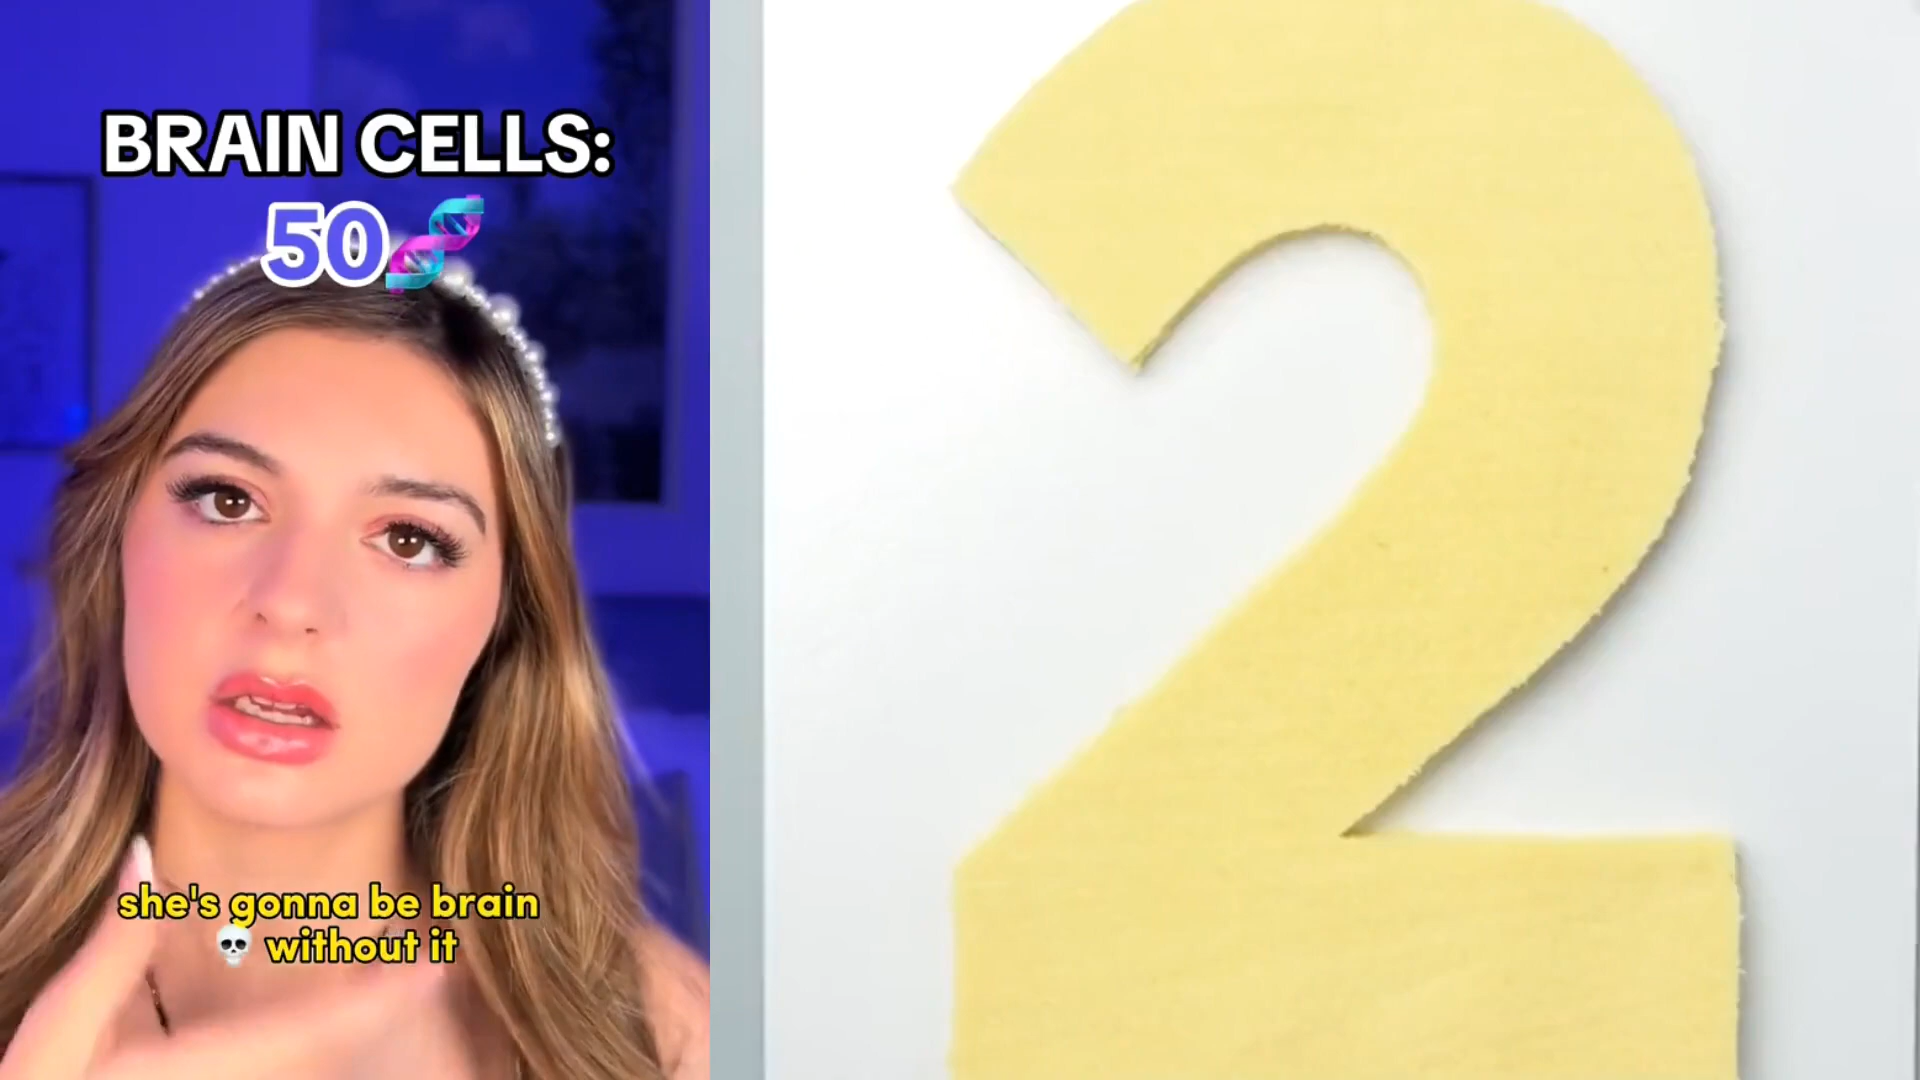 BRAIN CELLS:
50🧬
she's gonna be brain
💀 without it
2